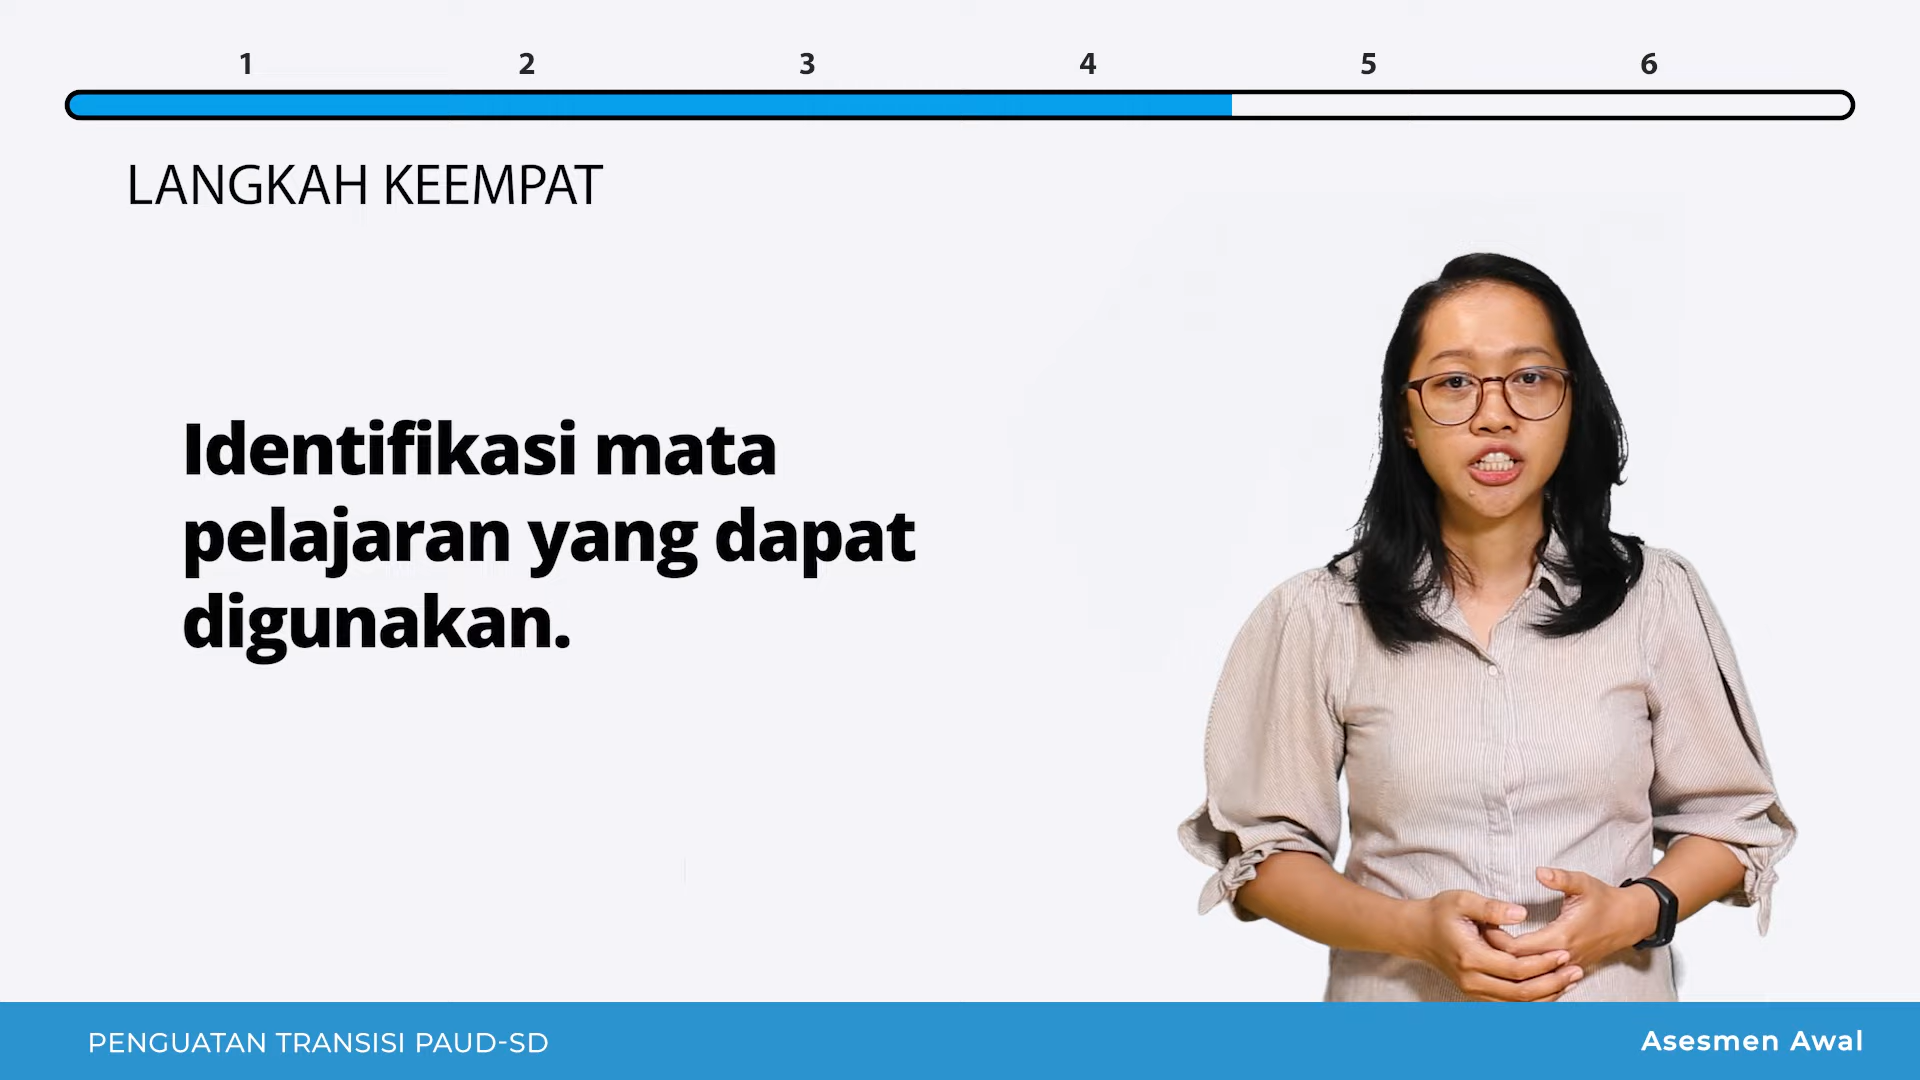 1 2 3 4 5 6
LANGKAH KEEMPAT
Identifikasi mata
pelajaran yang dapat
digunakan.
PENGUATAN TRANSISI PAUD-SD
Asesmen Awal